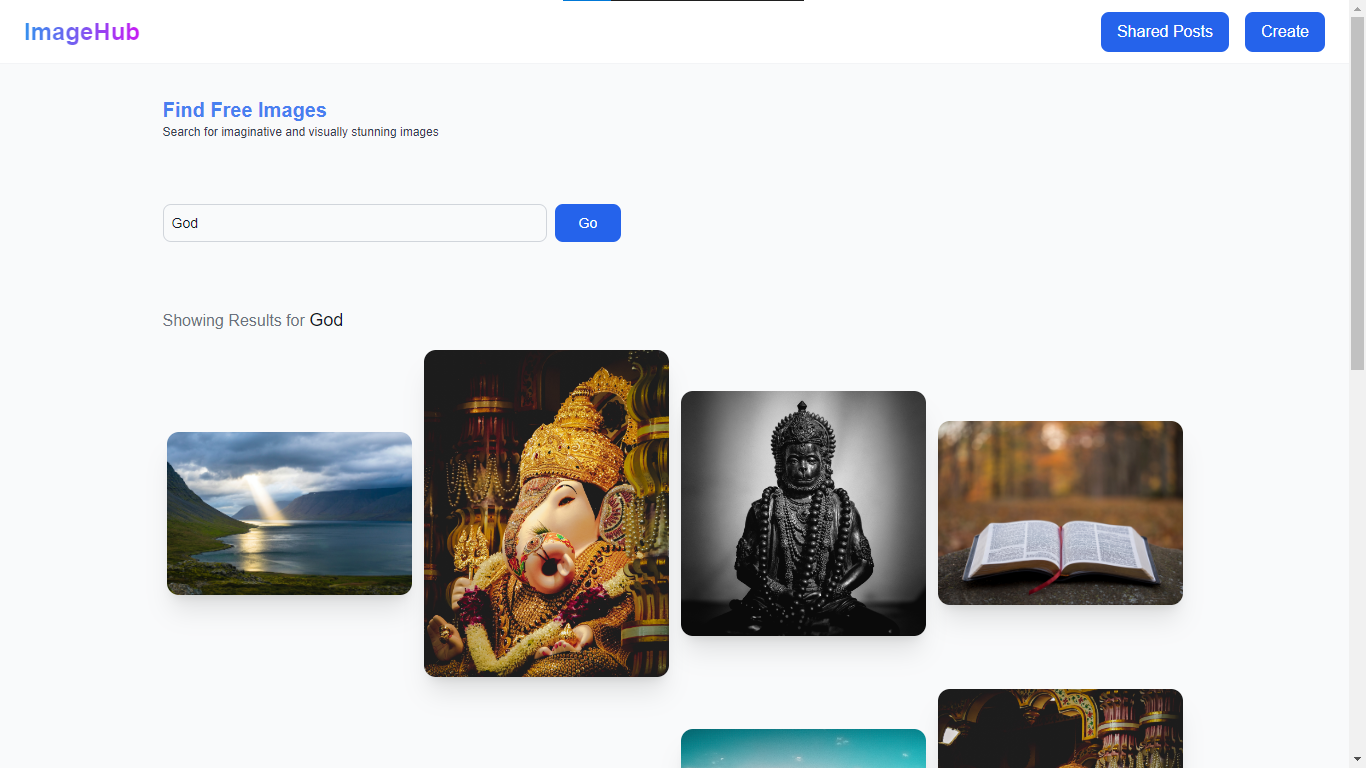 ImageHub
Shared Posts
Create
Find Free Images
Search for imaginative and visually stunning images
God
Go
Showing Results for God